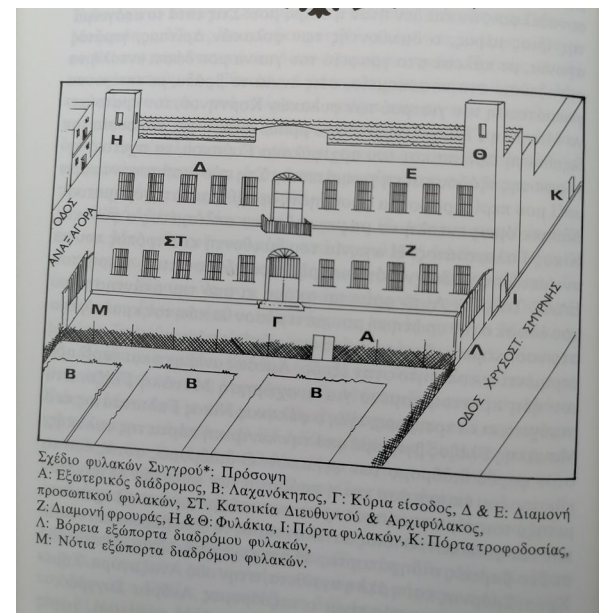 Η
Θ
Δ
Ε
Κ
ΟΔΟΣ
ΑΝΑΞΑΓΟΡΑ
ΣΤ
Ζ
Ι
Μ
Γ
Α
Λ
ΟΔΟΣ ΧΡΥΣΟΣΤ. ΣΜΥΡΝΗΣ
Β
Β
Β
Σχέδιο φυλακών Συγγρού*: Πρόσοψη
Α: Εξωτερικός διάδρομος, Β: Λαχανόκηπος, Γ: Κύρια είσοδος, Δ & Ε: Διαμονή
προσωπικού φυλακών, ΣΤ. Κατοικία Διευθυντού & Αρχιφύλακος,
Ζ: Διαμονή φρουράς, Η & Θ: Φυλάκια, Ι: Πόρτα φυλακών, Κ: Πόρτα τροφοδοσίας,
Λ: Βόρεια εξώπορτα διαδρόμου φυλακών,
Μ: Νότια εξώπορτα διαδρόμου φυλακών.